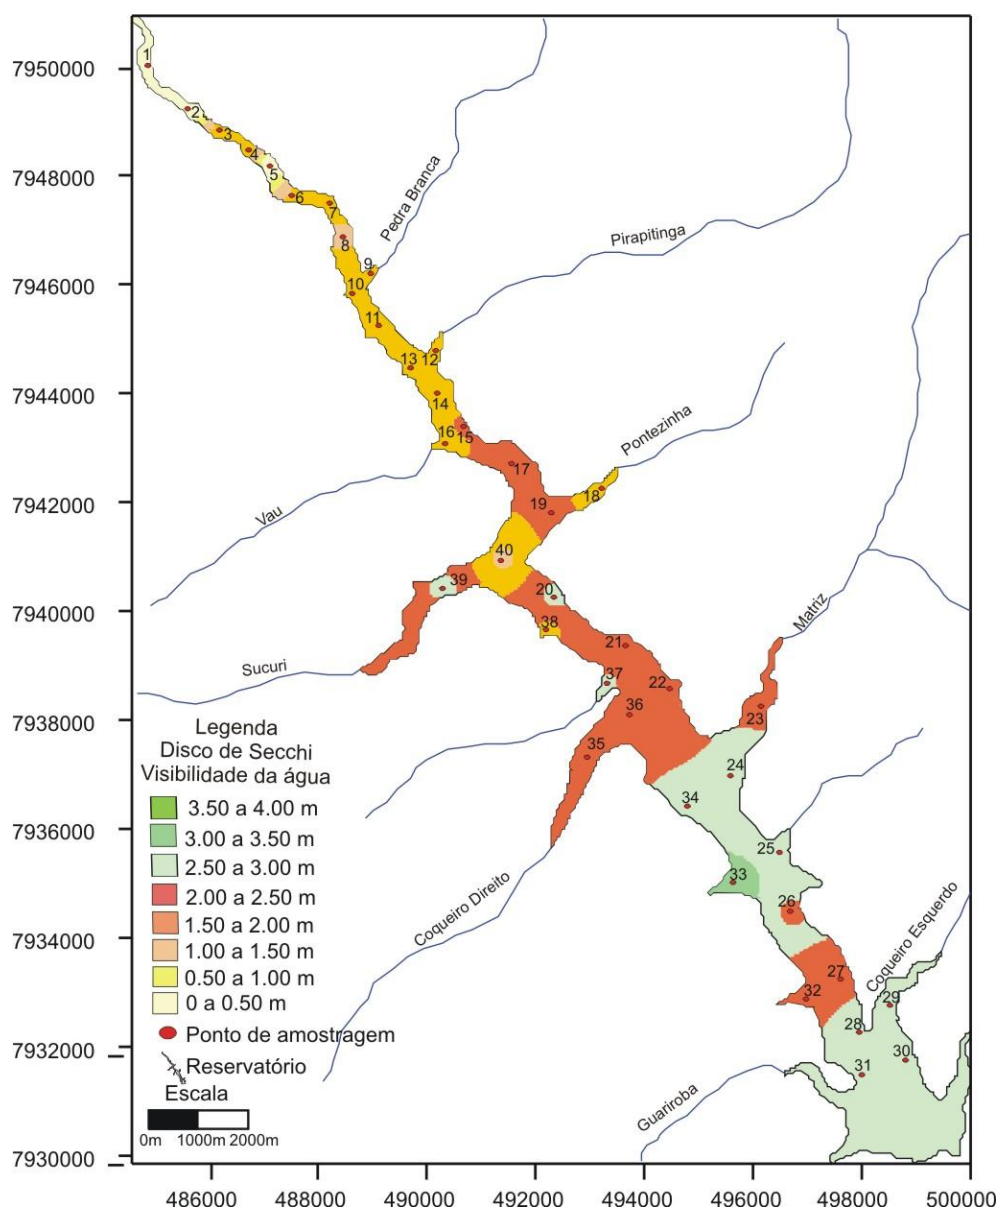 7950000
7948000
7946000
7944000
7942000
7940000
7938000
7936000
7934000
7932000
7930000
1
2
3
4
5
6
7
8
9
10
11
12
13
14
15
16
17
18
19
40
39
20
38
21
37
22
36
23
35
24
34
25
33
26
27
32
28
29
30
31
Pedra Branca
Pirapitinga
Pontezinha
Vau
Sucuri
Matriz
Coqueiro Direito
Coqueiro Esquerdo
Guariroba
Legenda
Disco de Secchi
Visibilidade da água
3.50 a 4.00 m
3.00 a 3.50 m
2.50 a 3.00 m
2.00 a 2.50 m
1.50 a 2.00 m
1.00 a 1.50 m
0.50 a 1.00 m
0 a 0.50 m
Ponto de amostragem
Reservatório
Escala
0m 1000m 2000m
486000 488000 490000 492000 494000 496000 498000 500000